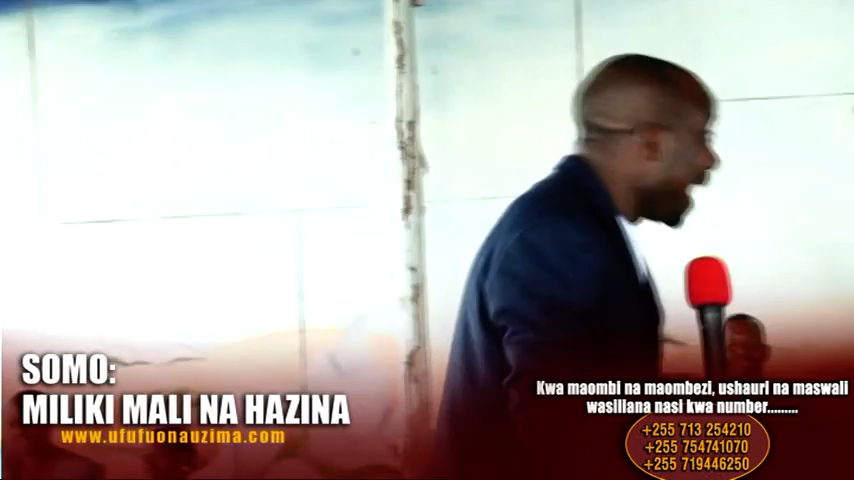 SOMO:
MILIKI MALI NA HAZINA
www.ufufuonauzima.com
Kwa maombi na maombezi, ushauri na maswali
wasiliana nasi kwa number.........
+255 713 254210
+255 754741070
+255 719446250